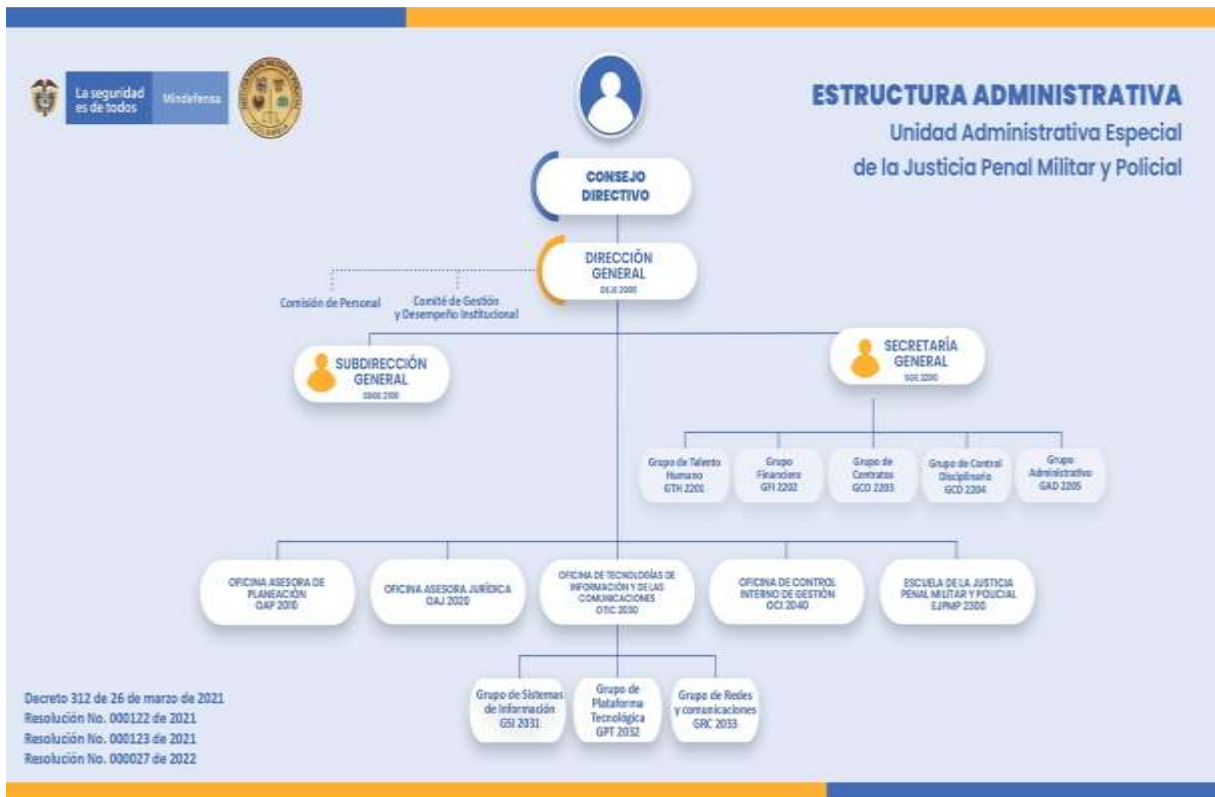 La seguridad
es de todos
Mindefensa
JUSTICIA PENAL MILITAR Y POLICIAL
COLOMBIA
ESTRUCTURA ADMINISTRATIVA
Unidad Administrativa Especial
de la Justicia Penal Militar y Policial
CONSEJO
DIRECTIVO
DIRECCIÓN
GENERAL
Comisión de Personal
Comité de Gestión
y Desempeño Institucional
SUBDIRECCIÓN
GENERAL
SECRETARÍA
GENERAL
Grupo de Talento
Humano
GTH 2201
Grupo
Financiero
GFI 2202
Grupo de
Contratos
GCO 2203
Grupo de Control
Disciplinario
GCD 2204
Grupo
Administrativo
GAD 2205
OFICINA ASESORA DE
PLANEACIÓN
OAP 2010
OFICINA ASESORA JURÍDICA
OAJ 2020
OFICINA DE TECNOLOGÍAS DE
INFORMACIÓN Y DE LAS
COMUNICACIONES
OTIC 2030
OFICINA DE CONTROL
INTERNO DE GESTIÓN
OCI 2040
ESCUELA DE LA JUSTICIA
PENAL MILITAR Y POLICIAL
EJPMP 2300
Grupo de Sistemas
de Información
GSI 2031
Grupo de
Plataforma
Tecnológica
GPT 2032
Grupo de Redes
y comunicaciones
GRC 2033
Decreto 312 de 26 de marzo de 2021
Resolución No. 000122 de 2021
Resolución No. 000123 de 2021
Resolución No. 000027 de 2022